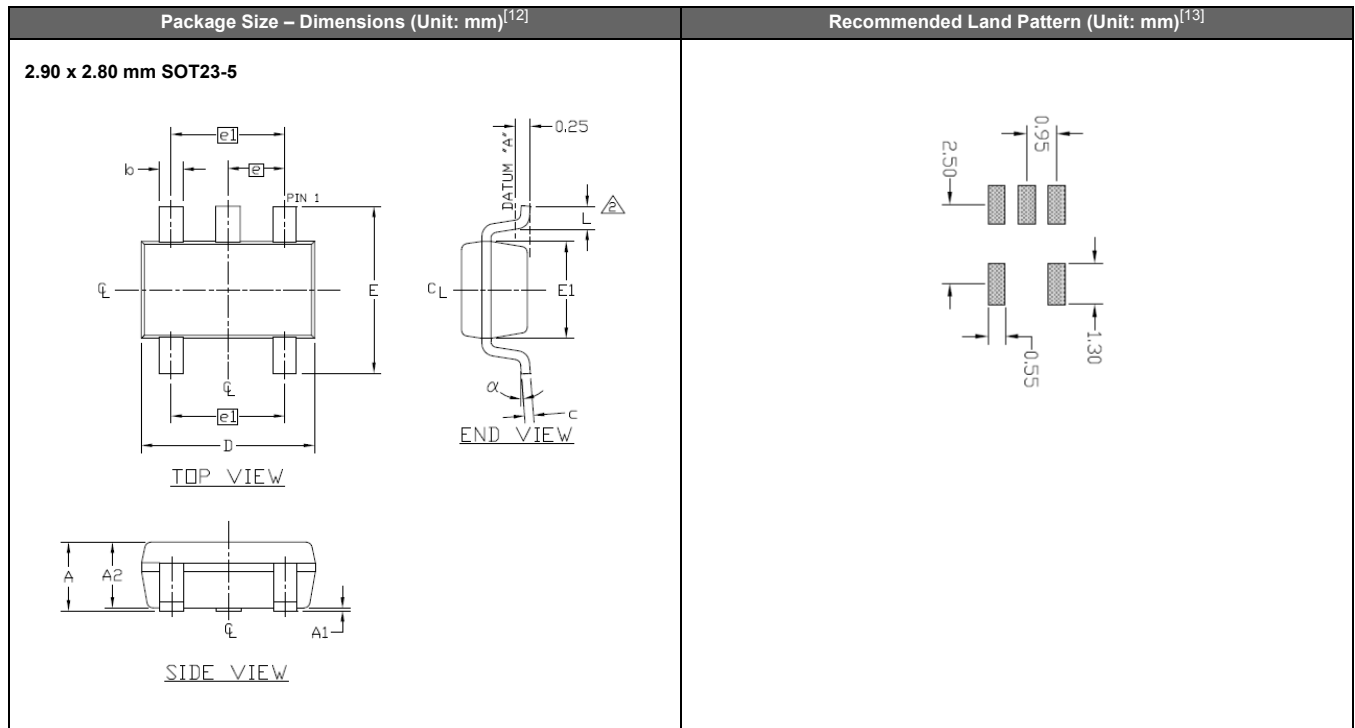 Package Size – Dimensions (Unit: mm)[12]
Recommended Land Pattern (Unit: mm)[13]
2.90 x 2.80 mm SOT23-5
e1
b
e
PIN 1
℄
E
℄
e1
D
TOP VIEW
DATUM "A"
0.25
2
L
CL
E1
α
c
END VIEW
A
A2
℄
A1
SIDE VIEW
0.95
2.50
1.30
0.55